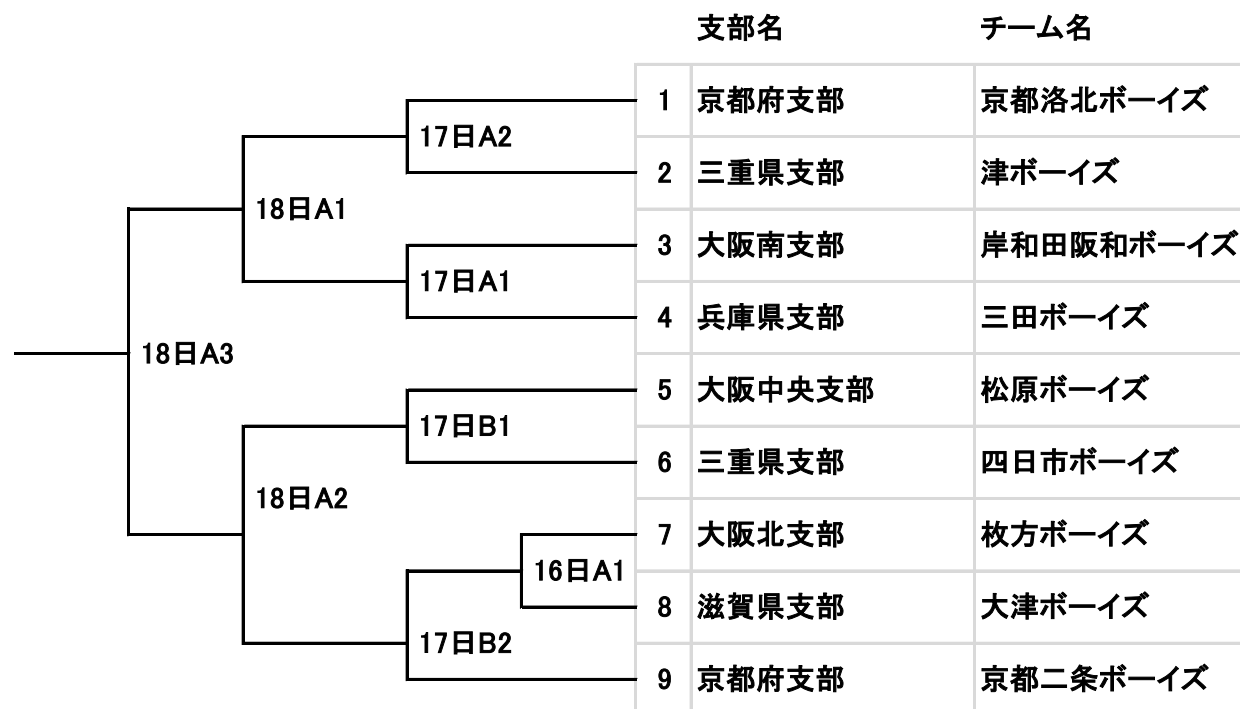 支部名 チーム名
1 京都府支部 京都洛北ボーイズ
17日A2
2 三重県支部 津ボーイズ
18日A1
3 大阪南支部 岸和田阪和ボーイズ
17日A1
4 兵庫県支部 三田ボーイズ
18日A3
5 大阪中央支部 松原ボーイズ
17日B1
6 三重県支部 四日市ボーイズ
18日A2
7 大阪北支部 枚方ボーイズ
16日A1
8 滋賀県支部 大津ボーイズ
17日B2
9 京都府支部 京都二条ボーイズ